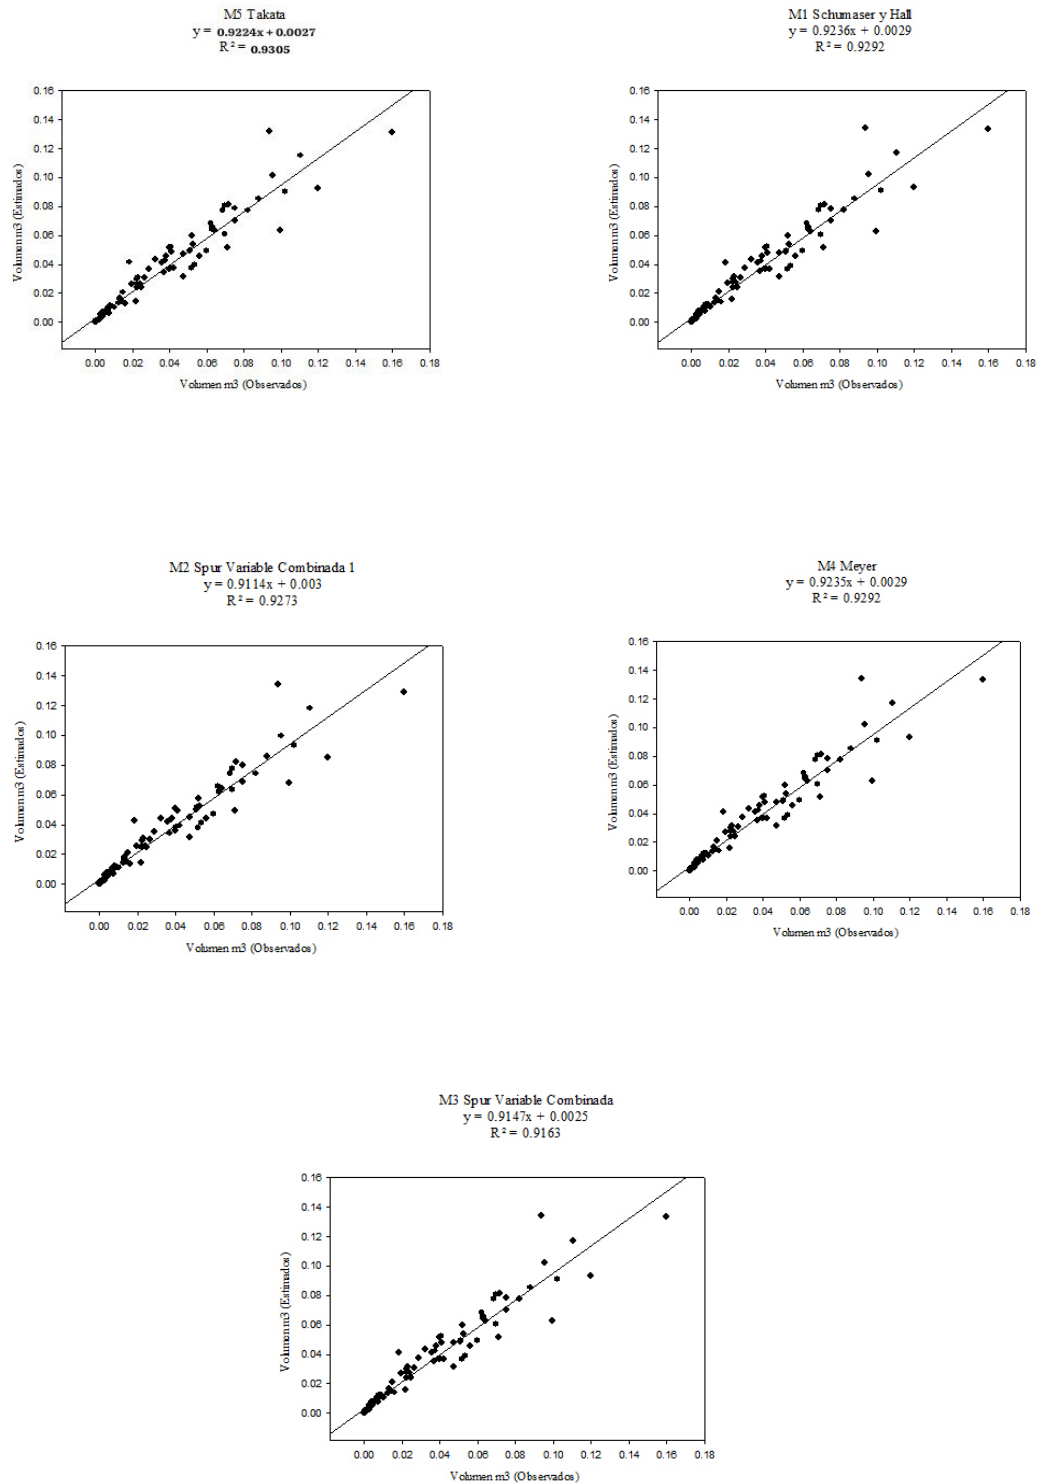 M5 Takata
y = 0.9224x + 0.0027
R² = 0.9305
0.16
0.14
0.12
0.10
0.08
0.06
0.04
0.02
0.00
Volumen m3 (Estimados)
0.00 0.02 0.04 0.06 0.08 0.10 0.12 0.14 0.16 0.18
Volumen m3 (Observados)
M1 Schumaser y Hall
y = 0.9236x + 0.0029
R² = 0.9292
0.16
0.14
0.12
0.10
0.08
0.06
0.04
0.02
0.00
Volumen m3 (Estimados)
0.00 0.02 0.04 0.06 0.08 0.10 0.12 0.14 0.16 0.18
Volumen m3 (Observados)
M2 Spur Variable Combinada 1
y = 0.9114x + 0.003
R² = 0.9273
0.16
0.14
0.12
0.10
0.08
0.06
0.04
0.02
0.00
Volumen m3 (Estimados)
0.00 0.02 0.04 0.06 0.08 0.10 0.12 0.14 0.16 0.18
Volumen m3 (Observados)
M4 Meyer
y = 0.9235x + 0.0029
R² = 0.9292
0.16
0.14
0.12
0.10
0.08
0.06
0.04
0.02
0.00
Volumen m3 (Estimados)
0.00 0.02 0.04 0.06 0.08 0.10 0.12 0.14 0.16 0.18
Volumen m3 (Observados)
M3 Spur Variable Combinada
y = 0.9147x + 0.0025
R² = 0.9163
0.16
0.14
0.12
0.10
0.08
0.06
0.04
0.02
0.00
Volumen m3 (Estimados)
0.00 0.02 0.04 0.06 0.08 0.10 0.12 0.14 0.16 0.18
Volumen m3 (Observados)